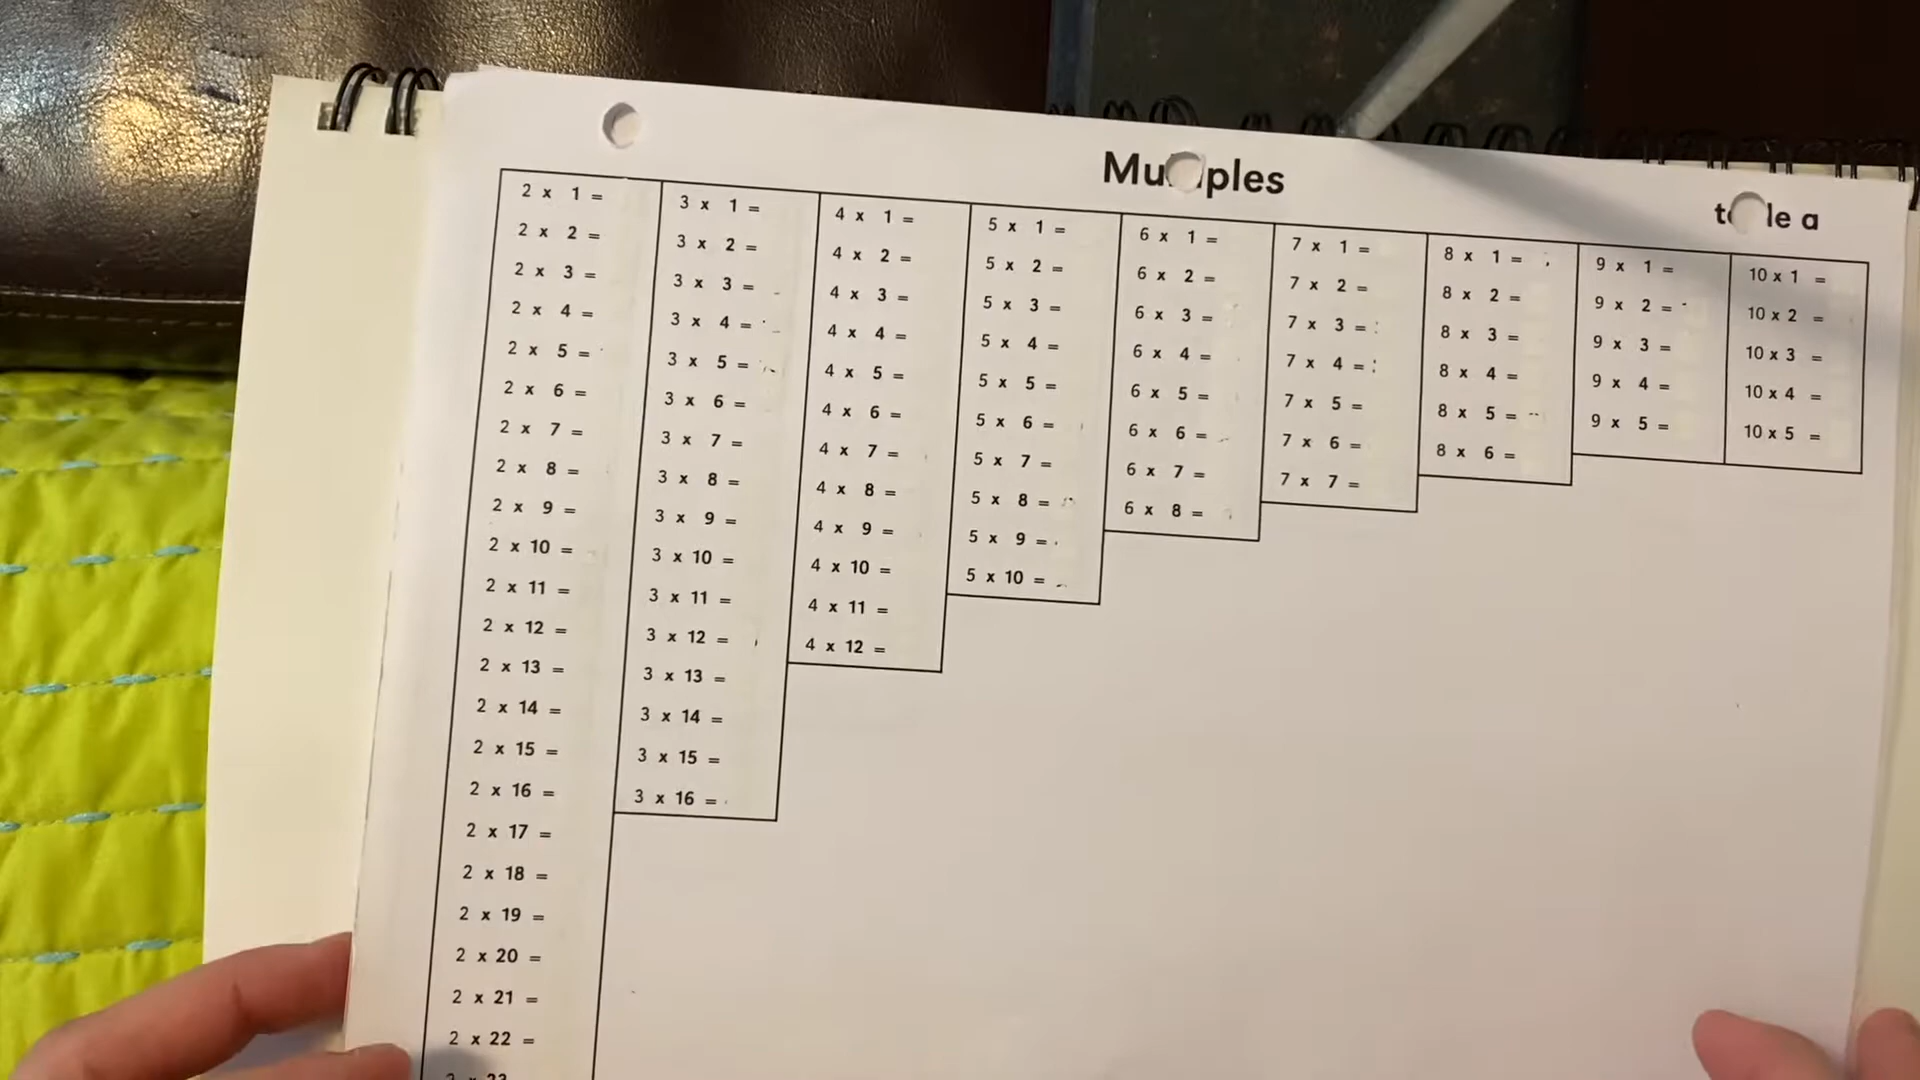 Mu ples
t le a
2 x 1 =
2 x 2 =
2 x 3 =
2 x 4 =
2 x 5 =
2 x 6 =
2 x 7 =
2 x 8 =
2 x 9 =
2 x 10 =
2 x 11 =
2 x 12 =
2 x 13 =
2 x 14 =
2 x 15 =
2 x 16 =
2 x 17 =
2 x 18 =
2 x 19 =
2 x 20 =
2 x 21 =
2 x 22 =
3 x 1 =
3 x 2 =
3 x 3 =
3 x 4 =
3 x 5 =
3 x 6 =
3 x 7 =
3 x 8 =
3 x 9 =
3 x 10 =
3 x 11 =
3 x 12 =
3 x 13 =
3 x 14 =
3 x 15 =
3 x 16 =
4 x 1 =
4 x 2 =
4 x 3 =
4 x 4 =
4 x 5 =
4 x 6 =
4 x 7 =
4 x 8 =
4 x 9 =
4 x 10 =
4 x 11 =
4 x 12 =
5 x 1 =
5 x 2 =
5 x 3 =
5 x 4 =
5 x 5 =
5 x 6 =
5 x 7 =
5 x 8 =
5 x 9 =
5 x 10 =
6 x 1 =
6 x 2 =
6 x 3 =
6 x 4 =
6 x 5 =
6 x 6 =
6 x 7 =
6 x 8 =
7 x 1 =
7 x 2 =
7 x 3 =
7 x 4 =
7 x 5 =
7 x 6 =
7 x 7 =
8 x 1 =
8 x 2 =
8 x 3 =
8 x 4 =
8 x 5 =
8 x 6 =
9 x 1 =
9 x 2 =
9 x 3 =
9 x 4 =
9 x 5 =
10 x 1 =
10 x 2 =
10 x 3 =
10 x 4 =
10 x 5 =